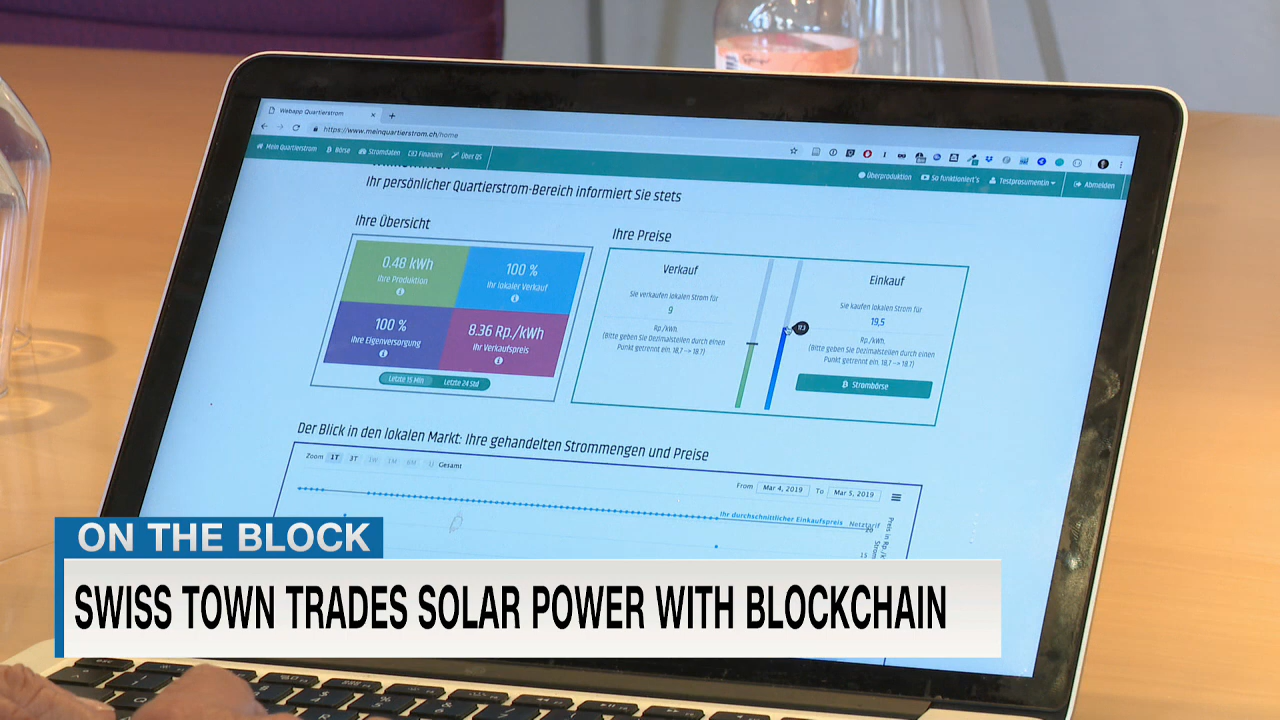 Webapp Quartierstrom
https://www.meinquartierstrom.ch/home
Mein Quartierstrom Börse Stromdaten Finanzen Über QS
Überproduktion So funktioniert's Testprosumentin Abmelden
Ihr persönlicher Quartierstrom-Bereich informiert Sie stets
Ihre Übersicht
0.48 kWh
Ihre Produktion
100 %
Ihr lokaler Verkauf
100 %
Ihre Eigenversorgung
8.36 Rp./kWh
Ihr Verkaufspreis
Letzte 15 Min Letzte 24 Std
Ihre Preise
Verkauf
Sie verkaufen lokalen Strom für
9
Rp./kWh.
(Bitte geben Sie Dezimalstellen durch einen
Punkt getrennt ein. 18,7 -> 18.7)
Einkauf
Sie kaufen lokalen Strom für
19,5
Rp./kWh.
(Bitte geben Sie Dezimalstellen durch einen
Punkt getrennt ein. 18,7 -> 18.7)
Strombörse
Der Blick in den lokalen Markt: Ihre gehandelten Strommengen und Preise
Zoom 1T 3T 1W 1M 6M 1J Gesamt
From Mar 4, 2019 To Mar 5, 2019
Ihr durchschnittlicher Einkaufspreis Netztarif
20
15
Preis in Rp./k
Strom
ON THE BLOCK
SWISS TOWN TRADES SOLAR POWER WITH BLOCKCHAIN